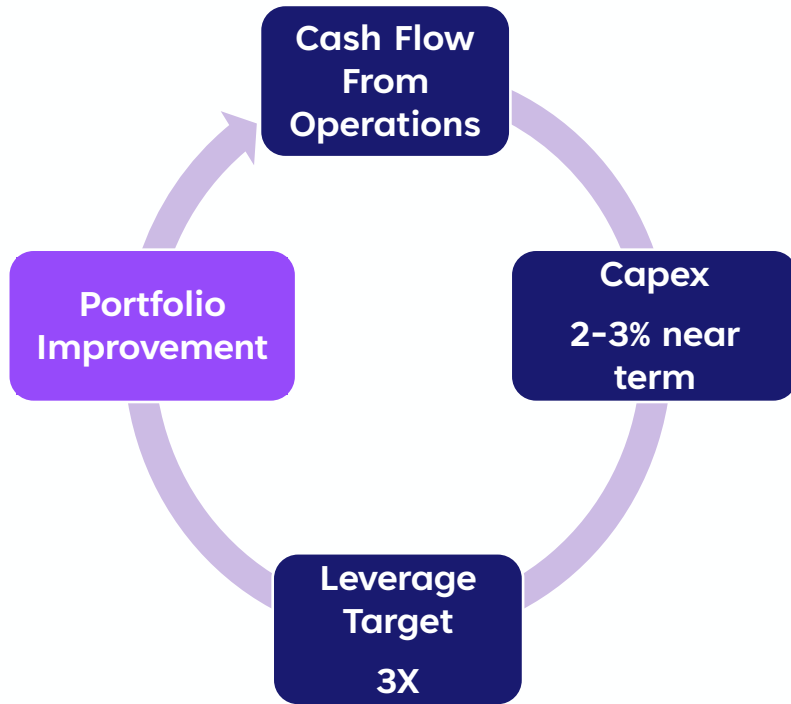 Cash Flow
From
Operations
Capex
2-3% near
term
Leverage
Target
3X
Portfolio
Improvement